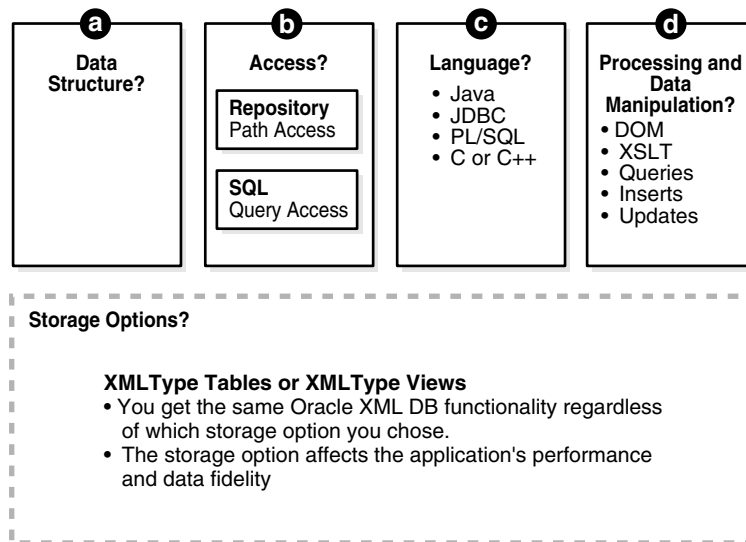 a
Data
Structure?
b
Access?
Repository
Path Access
SQL
Query Access
c
Language?
• Java
• JDBC
• PL/SQL
• C or C++
d
Processing and
Data
Manipulation?
• DOM
• XSLT
• Queries
• Inserts
• Updates
Storage Options?
XMLType Tables or XMLType Views
• You get the same Oracle XML DB functionality regardless
of which storage option you chose.
• The storage option affects the application's performance
and data fidelity